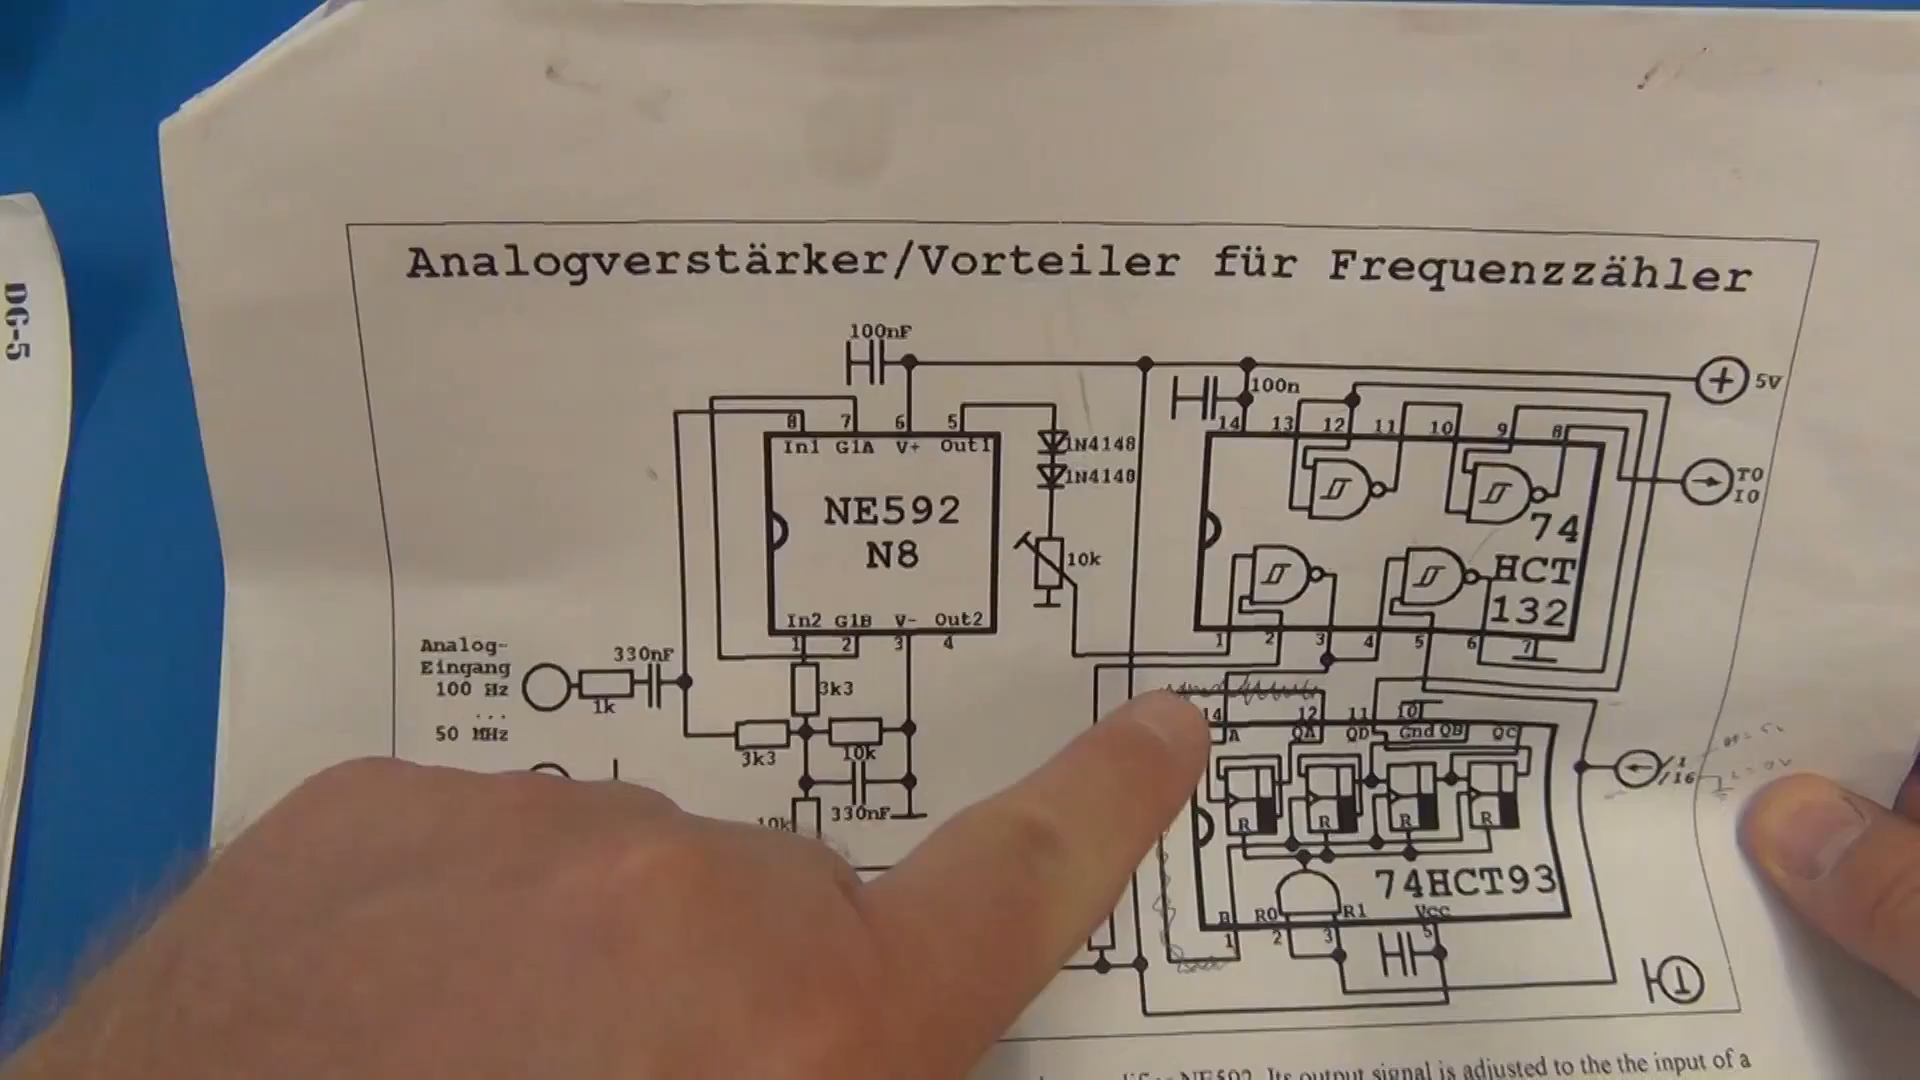 DG-5
Analogverstärker/Vorteiler für Frequenzzähler
100nF
5V
100n
8 7 6 5
In1 G1A V+ Out1
1N4148
1N4148
NE592
N8
10k
In2 G1B V- Out2
1 2 3 4
14 13 12 11 10 9 8
T0
I0
74
HCT
132
1 2 3 4 5 6 7
Analog-
Eingang
100 Hz
...
50 MHz
1k
330nF
3k3
3k3
10k
330nF
10k
14 12 11 10
A QA QD Gnd QB QC
/1
/16
R R R R
74HCT93
B R0 R1 Vcc
1 2 3 5
NE592. Its output signal is adjusted to the the input of a